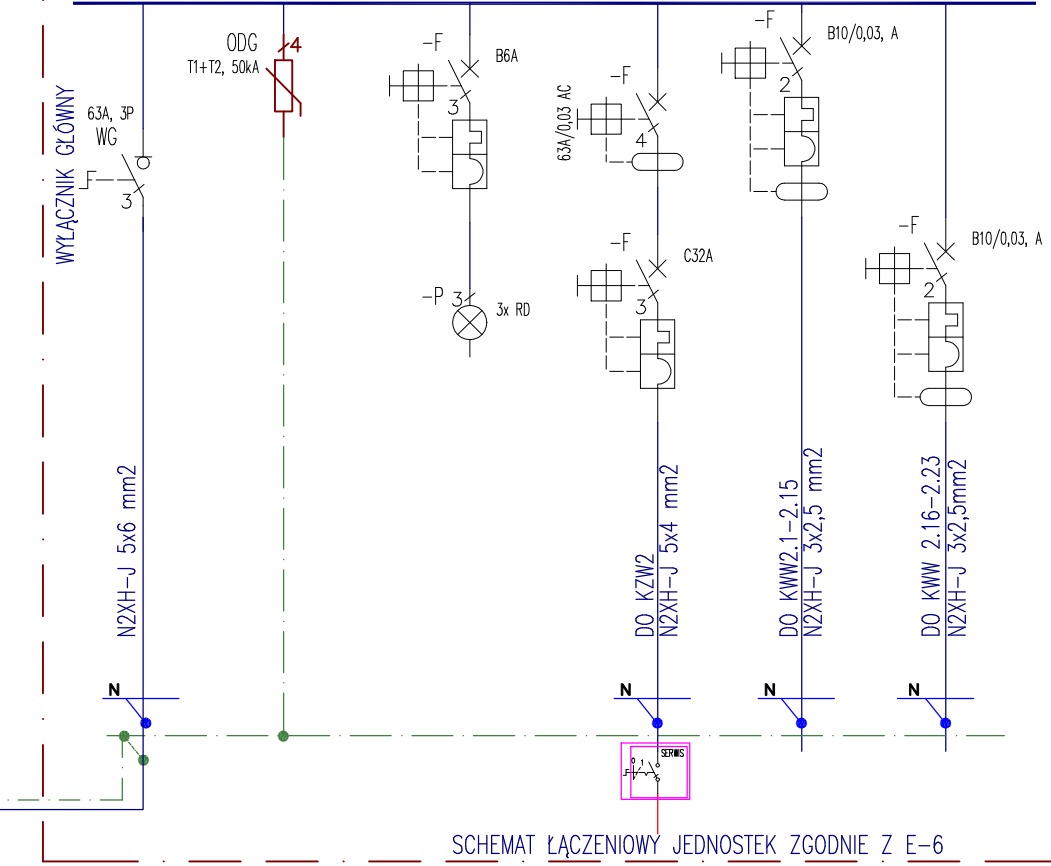 WYŁĄCZNIK GŁÓWNY
63A, 3P
WG
3
N2XH-J 5x6 mm2
N
ODG
4
T1+T2, 50kA
-F
B6A
3
-P
3
3x RD
-F
63A/0,03 AC
4
-F
C32A
3
DO KZW2
N2XH-J 5x4 mm2
N
SERWIS
0 1
-F
B10/0,03, A
2
DO KWW2.1-2.15
N2XH-J 3x2,5 mm2
N
-F
B10/0,03, A
2
DO KWW 2.16-2.23
N2XH-J 3x2,5mm2
N
SCHEMAT ŁĄCZENIOWY JEDNOSTEK ZGODNIE Z E-6